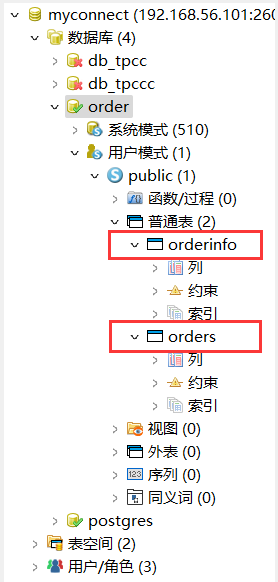 myconnect (192.168.56.101:260
数据库 (4)
db_tpcc
db_tpccc
order
系统模式 (510)
用户模式 (1)
public (1)
函数/过程 (0)
普通表 (2)
orderinfo
列
约束
索引
orders
列
约束
索引
视图 (0)
外表 (0)
序列 (0)
同义词 (0)
postgres
表空间 (2)
用户/角色 (3)